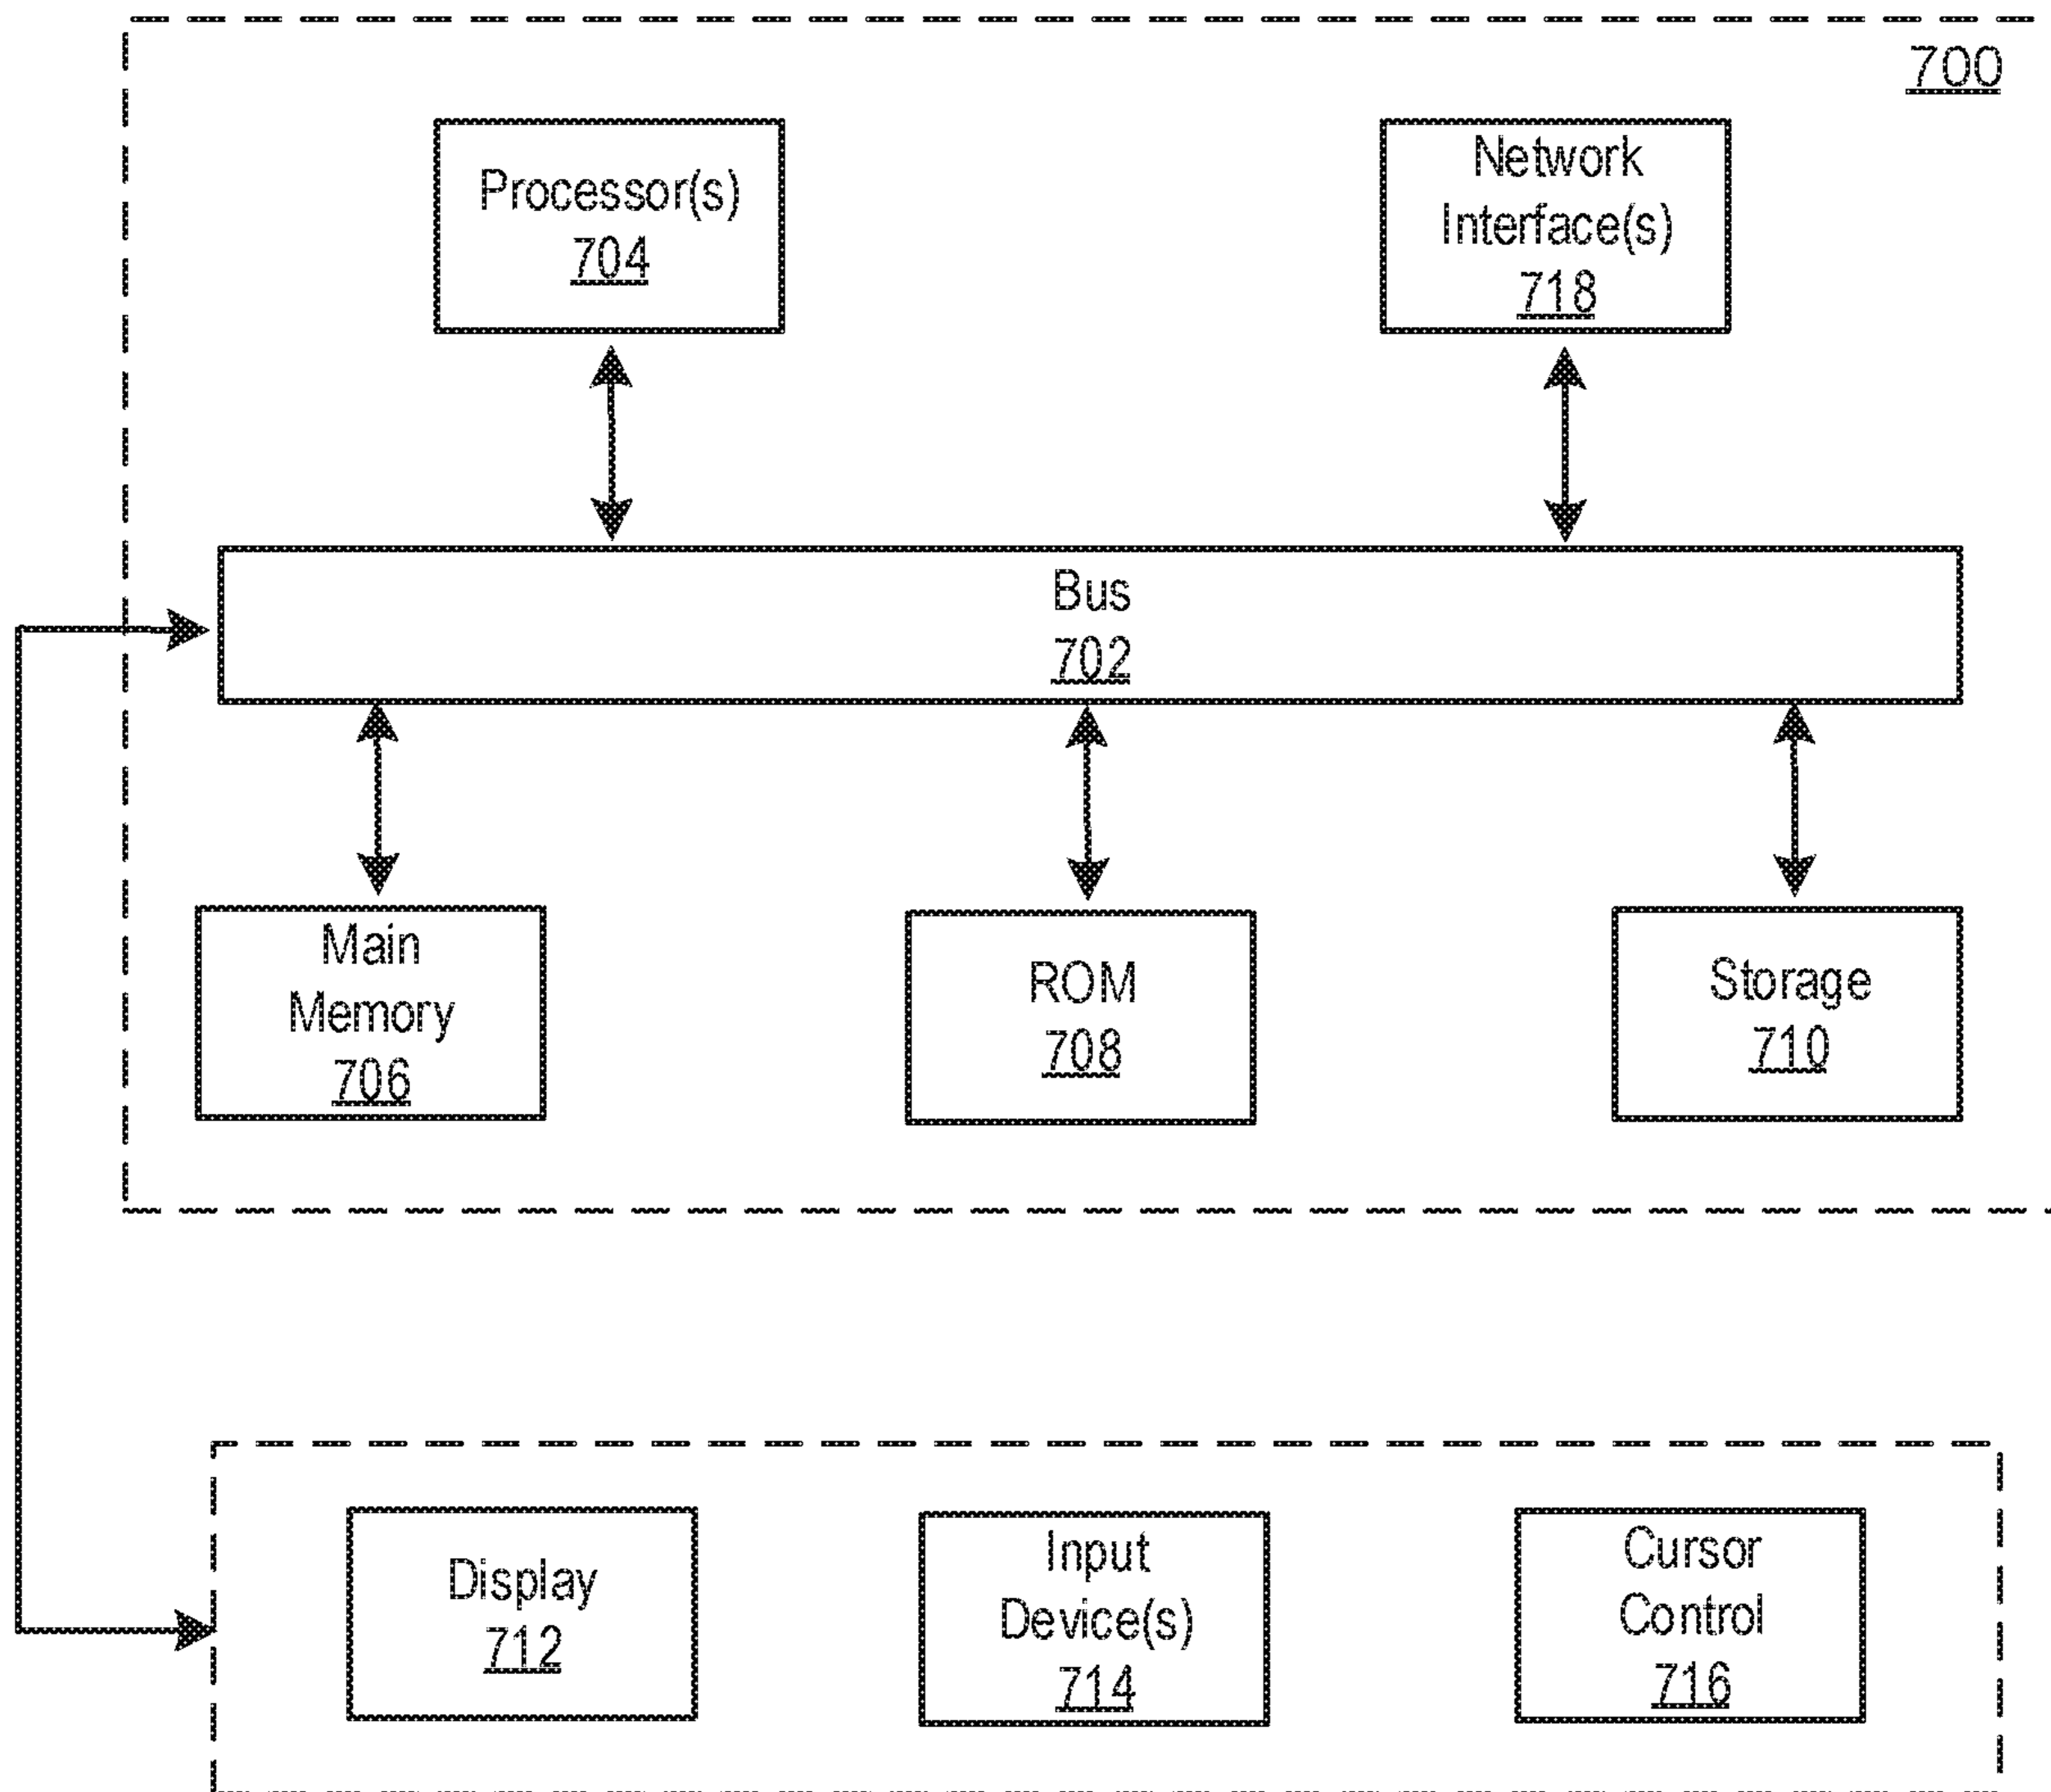 700
Processor(s)
704
Network
Interface(s)
718
Bus
702
Main
Memory
706
ROM
708
Storage
710
Display
712
Input
Device(s)
714
Cursor
Control
716